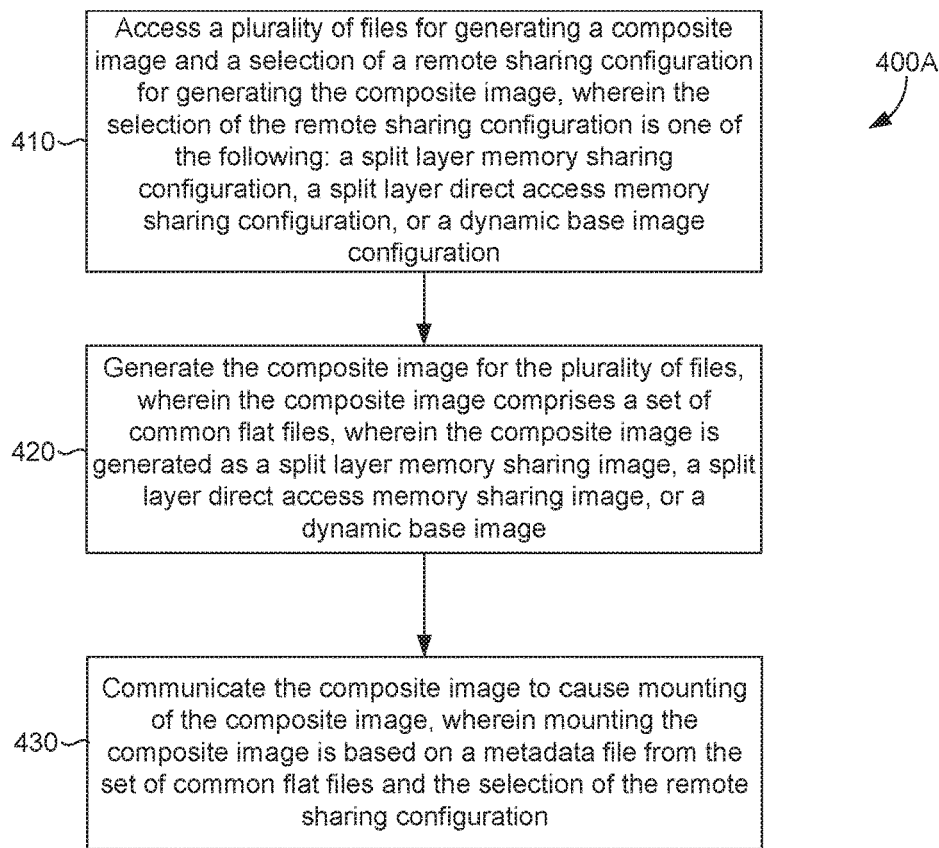 Access a plurality of files for generating a composite
image and a selection of a remote sharing configuration
for generating the composite image, wherein the
selection of the remote sharing configuration is one of
the following: a split layer memory sharing
configuration, a split layer direct access memory
sharing configuration, or a dynamic base image
configuration
410
400A
Generate the composite image for the plurality of files,
wherein the composite image comprises a set of
common flat files, wherein the composite image is
generated as a split layer memory sharing image, a split
layer direct access memory sharing image, or a
dynamic base image
420
Communicate the composite image to cause mounting
of the composite image, wherein mounting the
composite image is based on a metadata file from the
set of common flat files and the selection of the remote
sharing configuration
430